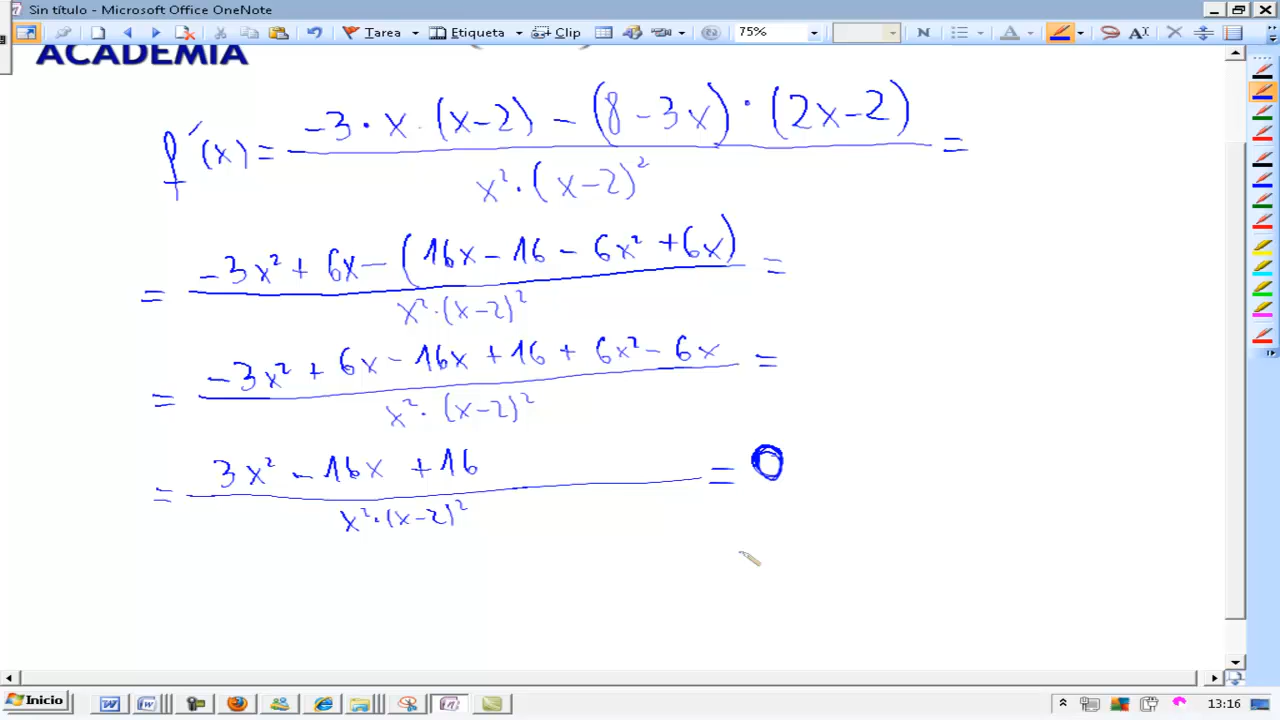 Sin título - Microsoft Office OneNote
Tarea Etiqueta Clip 75% N A
ACADEMIA
f´(x) = -3 · x · (x-2) - (8 - 3x) · (2x-2) =
x² · (x-2)²
= -3x² + 6x - (16x - 16 - 6x² + 6x) =
x² · (x-2)²
= -3x² + 6x - 16x + 16 + 6x² - 6x =
x² · (x-2)²
= 3x² - 16x + 16 = 0
x² · (x-2)²
Inicio 13:16